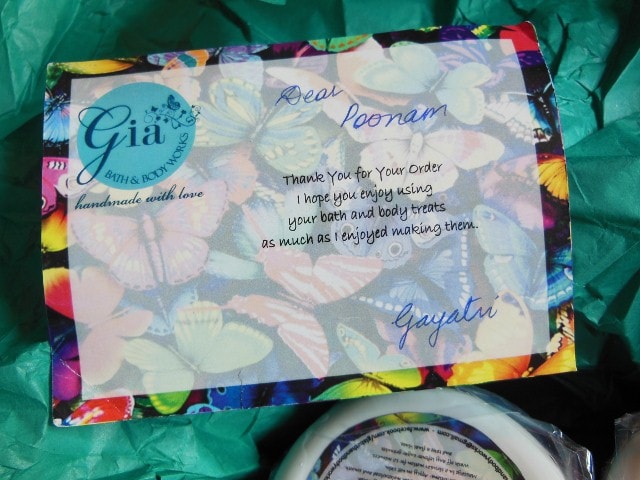 Gia
BATH & BODY WORKS
handmade with love
Dear
Poonam
Thank You for Your Order
I hope you enjoy using
your bath and body treats
as much as I enjoyed making them..
Gayatri